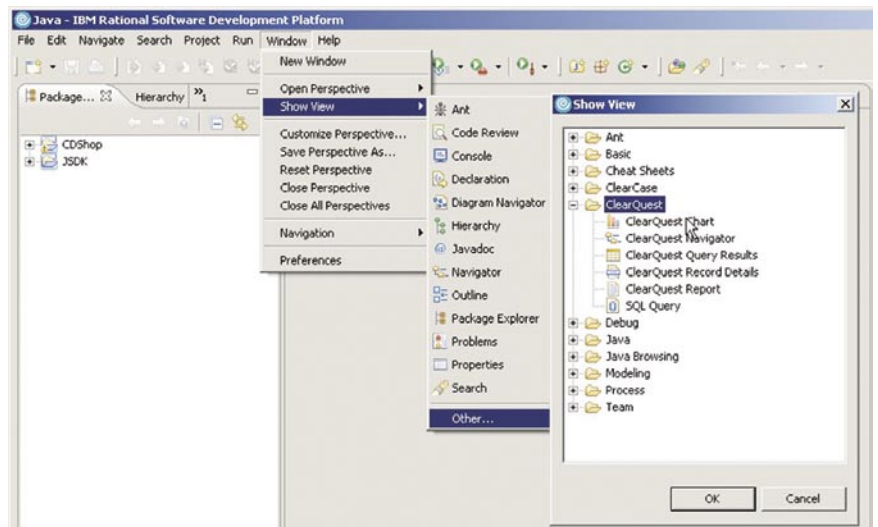 Java - IBM Rational Software Development Platform
File Edit Navigate Search Project Run Window Help
Package... Hierarchy »1
CDShop
JSDK
New Window
Open Perspective
Show View
Customize Perspective...
Save Perspective As...
Reset Perspective
Close Perspective
Close All Perspectives
Navigation
Preferences
Ant
Code Review
Console
Declaration
Diagram Navigator
Hierarchy
Javadoc
Navigator
Outline
Package Explorer
Problems
Properties
Search
Other...
Show View
Ant
Basic
Cheat Sheets
ClearCase
ClearQuest
ClearQuest Chart
ClearQuest Navigator
ClearQuest Query Results
ClearQuest Record Details
ClearQuest Report
SQL Query
Debug
Java
Java Browsing
Modeling
Process
Team
OK Cancel